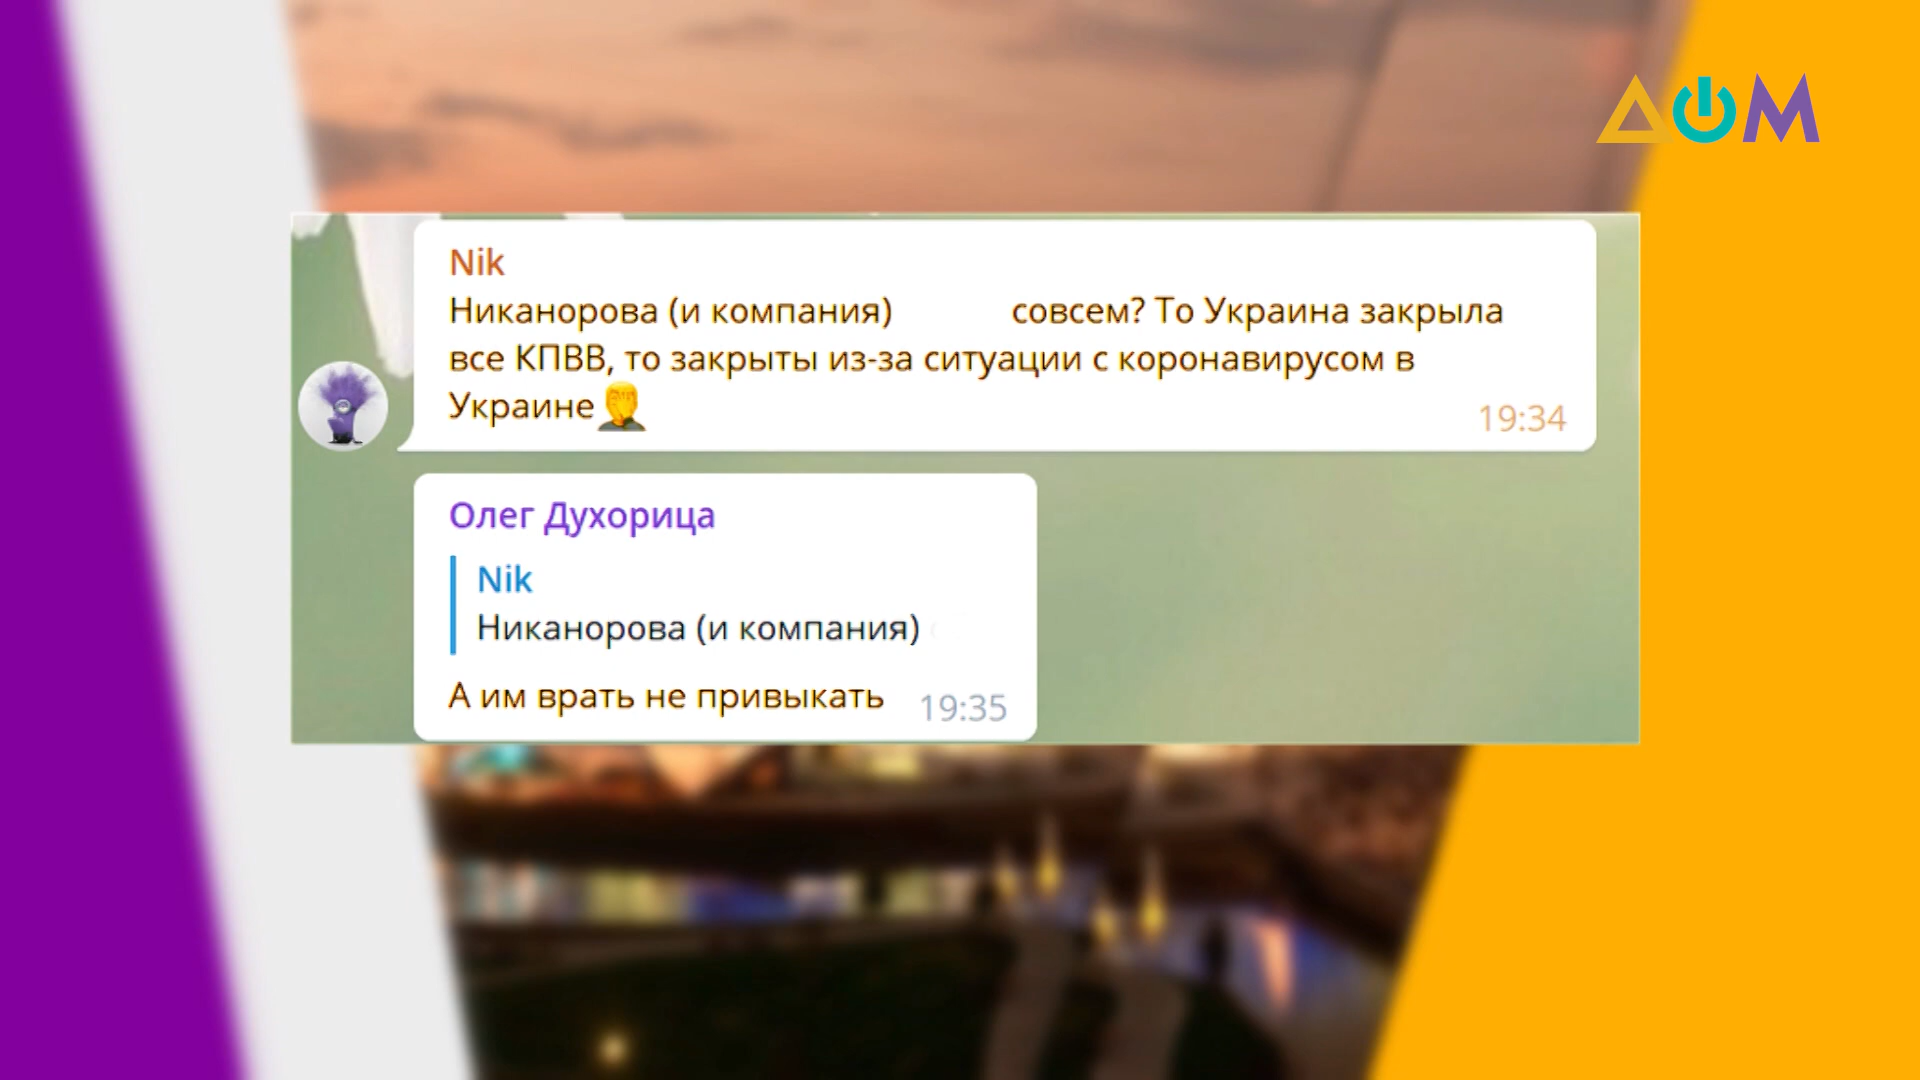 ДОМ
Nik
Никанорова (и компания) совсем? То Украина закрыла
все КПВВ, то закрыты из-за ситуации с коронавирусом в
Украине🤦‍♂️
19:34
Олег Духорица
Nik
Никанорова (и компания)
А им врать не привыкать 19:35